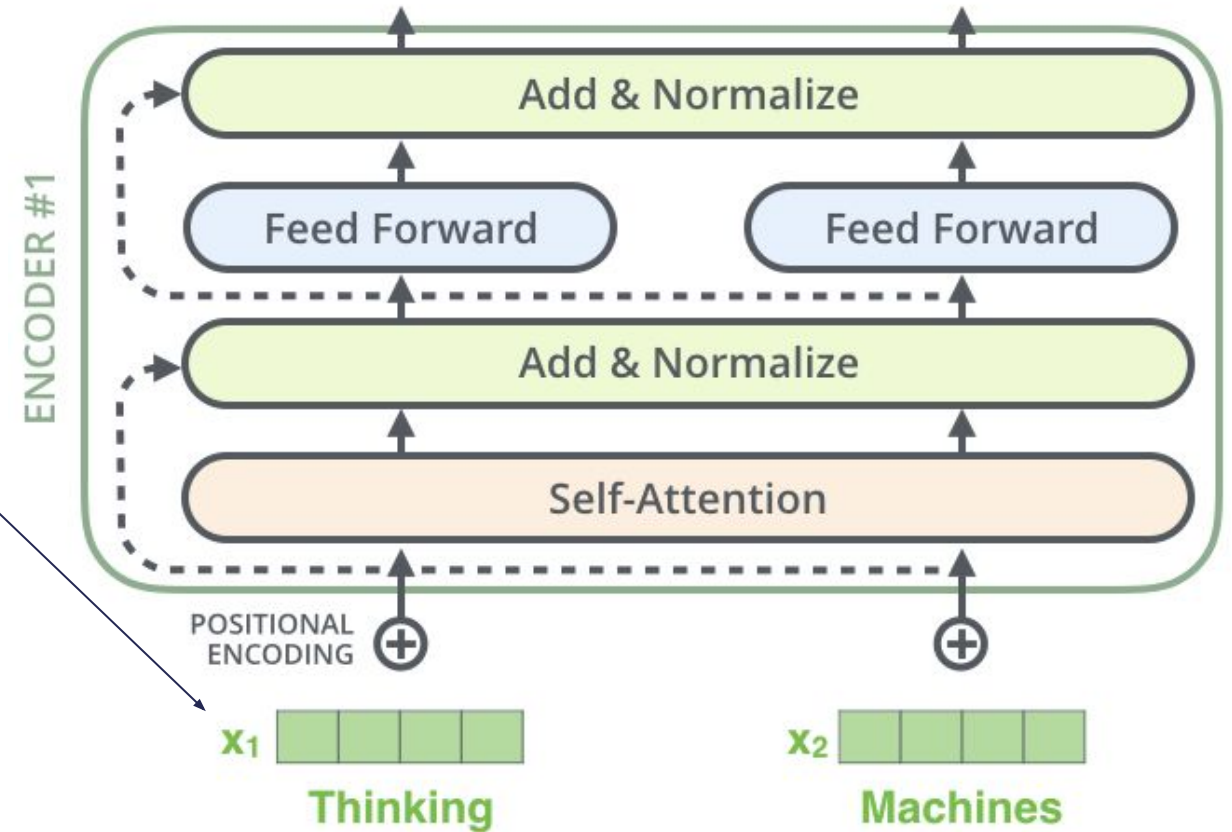 ENCODER #1
Add & Normalize
Feed Forward Feed Forward
Add & Normalize
Self-Attention
POSITIONAL
ENCODING
x₁ x₂
Thinking Machines